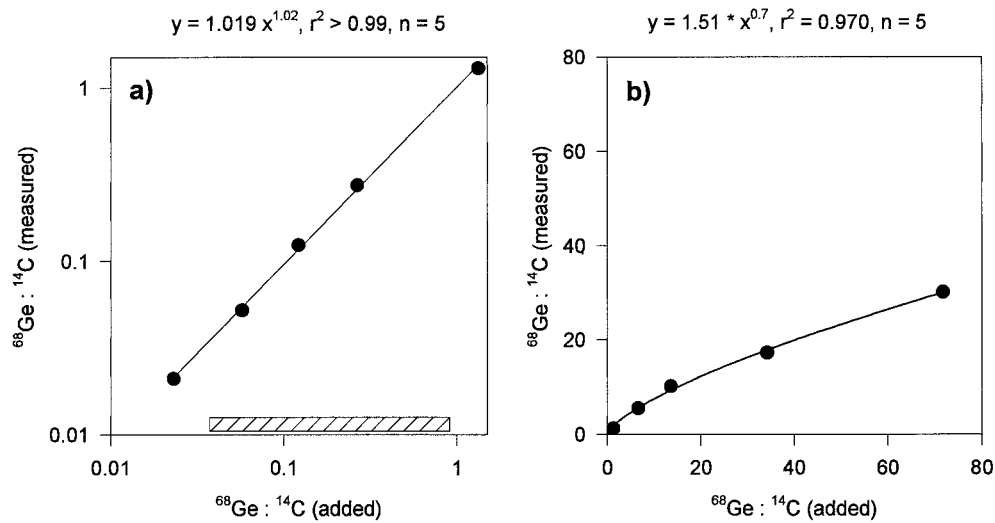 y = 1.019 x^1.02, r² > 0.99, n = 5
a)
1
0.1
0.01
0.01 0.1 1
⁶⁸Ge : ¹⁴C (measured)
⁶⁸Ge : ¹⁴C (added)
y = 1.51 * x^0.7, r² = 0.970, n = 5
b)
80
60
40
20
0
0 20 40 60 80
⁶⁸Ge : ¹⁴C (measured)
⁶⁸Ge : ¹⁴C (added)